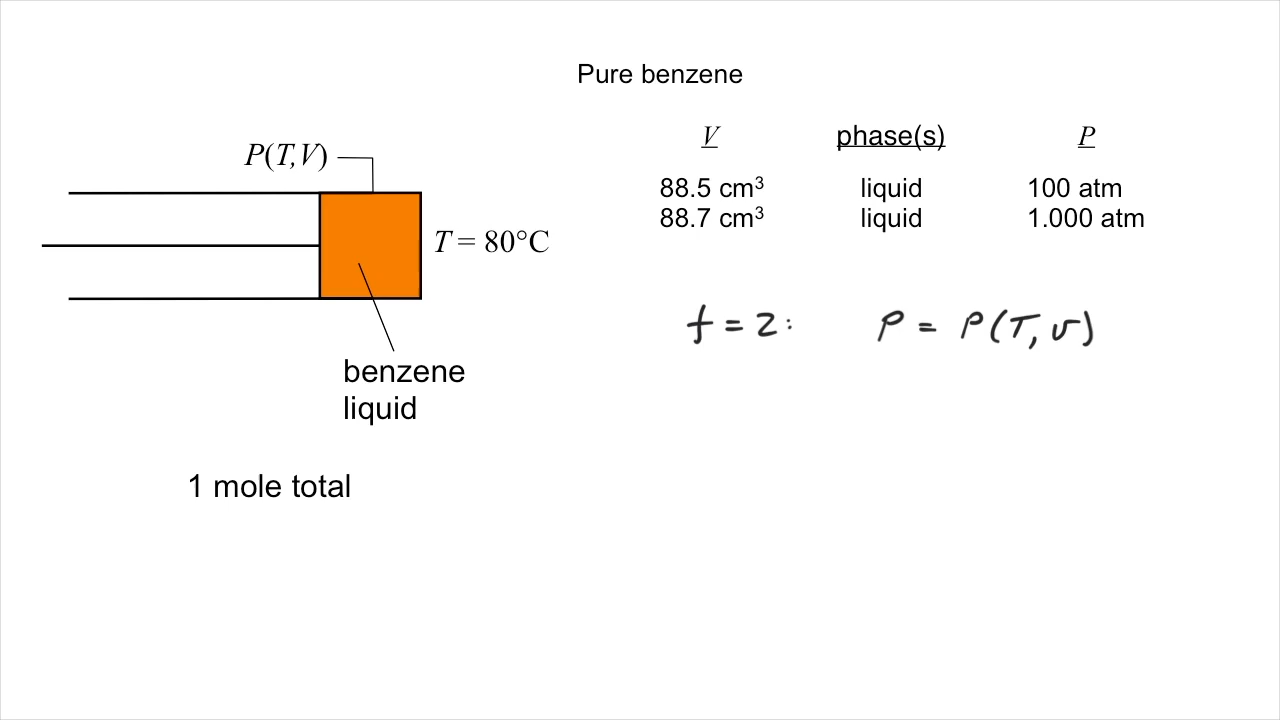 Pure benzene
V phase(s) P
P(T,V)
88.5 cm³ liquid 100 atm
88.7 cm³ liquid 1.000 atm
T = 80°C
f = 2: P = P(T, v)
benzene
liquid
1 mole total